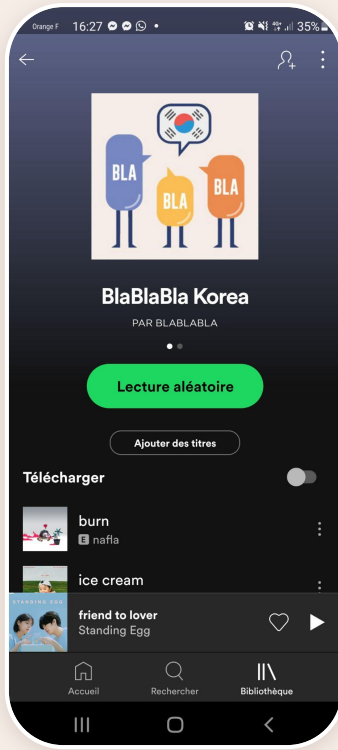 Orange F 16:27 35%
BLA
BLA
BLA
BlaBlaBla Korea
PAR BLABLABLA
Lecture aléatoire
Ajouter des titres
Télécharger
burn
E nafla
ice cream
STANDING EGG
friend to lover
Standing Egg
Accueil Rechercher Bibliothèque